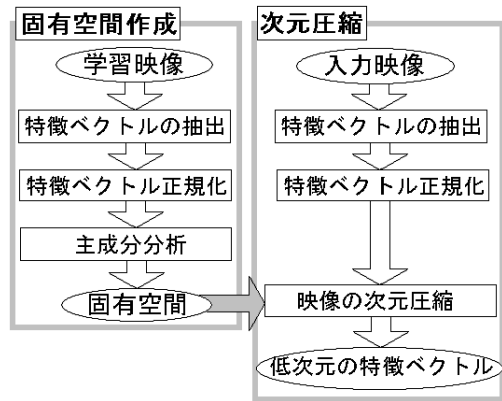 固有空間作成
学習映像
特徴ベクトルの抽出
特徴ベクトル正規化
主成分分析
固有空間
次元圧縮
入力映像
特徴ベクトルの抽出
特徴ベクトル正規化
映像の次元圧縮
低次元の特徴ベクトル